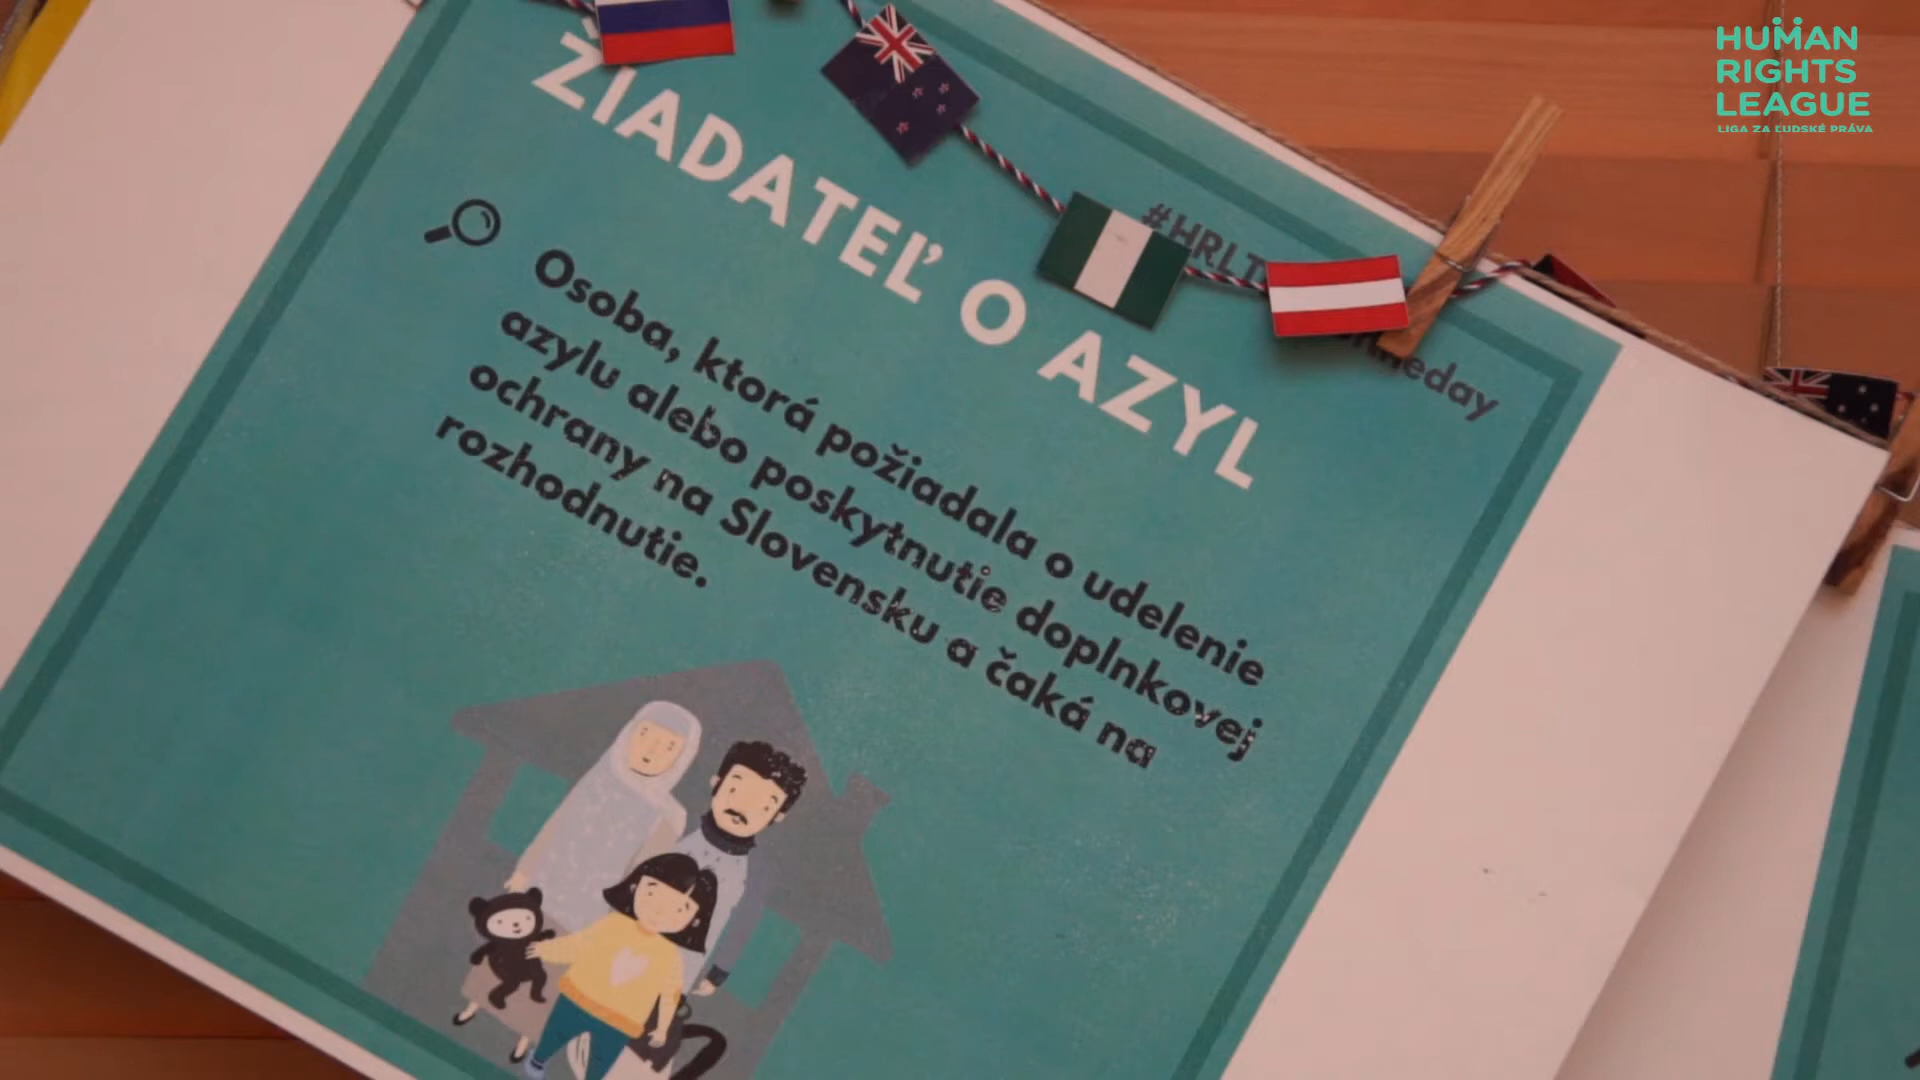 HUMAN
RIGHTS
LEAGUE
LIGA ZA ĽUDSKÉ PRÁVA
ŽIADATEĽ O AZYL
Osoba, ktorá požiadala o udelenie
azylu alebo poskytnutie doplnkovej
ochrany na Slovensku a čaká na
rozhodnutie.